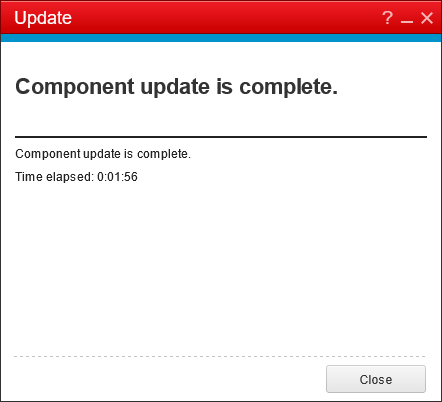 Update ?
Component update is complete.
Component update is complete.
Time elapsed: 0:01:56
Close